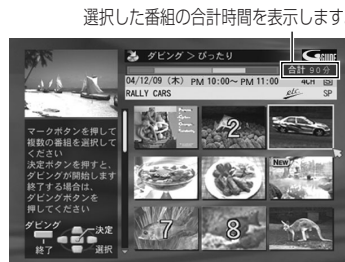 選択した番組の合計時間を表示します
ダビング > ぴったり
GUIDE
合計 90分
04/12/09 (木) PM 10:00~ PM 11:00 4CH
RALLY CARS
etc.
SP
マークボタンを押して
複数の番組を選択して
ください
決定ボタンを押すと、
ダビングが開始します
終了する場合は、
ダビングボタンを
押してください
ダビング
決定
終了
選択
2
NEW
7
8